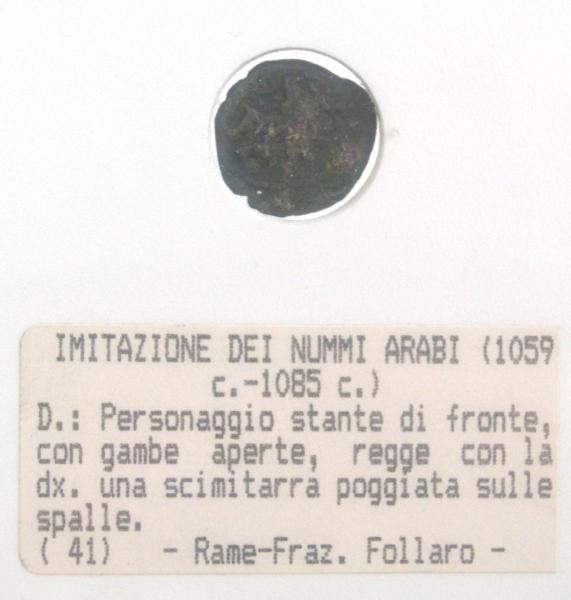 IMITAZIONE DEI NUMMI ARABI (1059
c.-1085 c.)
D.: Personaggio stante di fronte,
con gambe aperte, regge con la
dx. una scimitarra poggiata sulle
spalle.
( 41) - Rame-Fraz. Follaro -